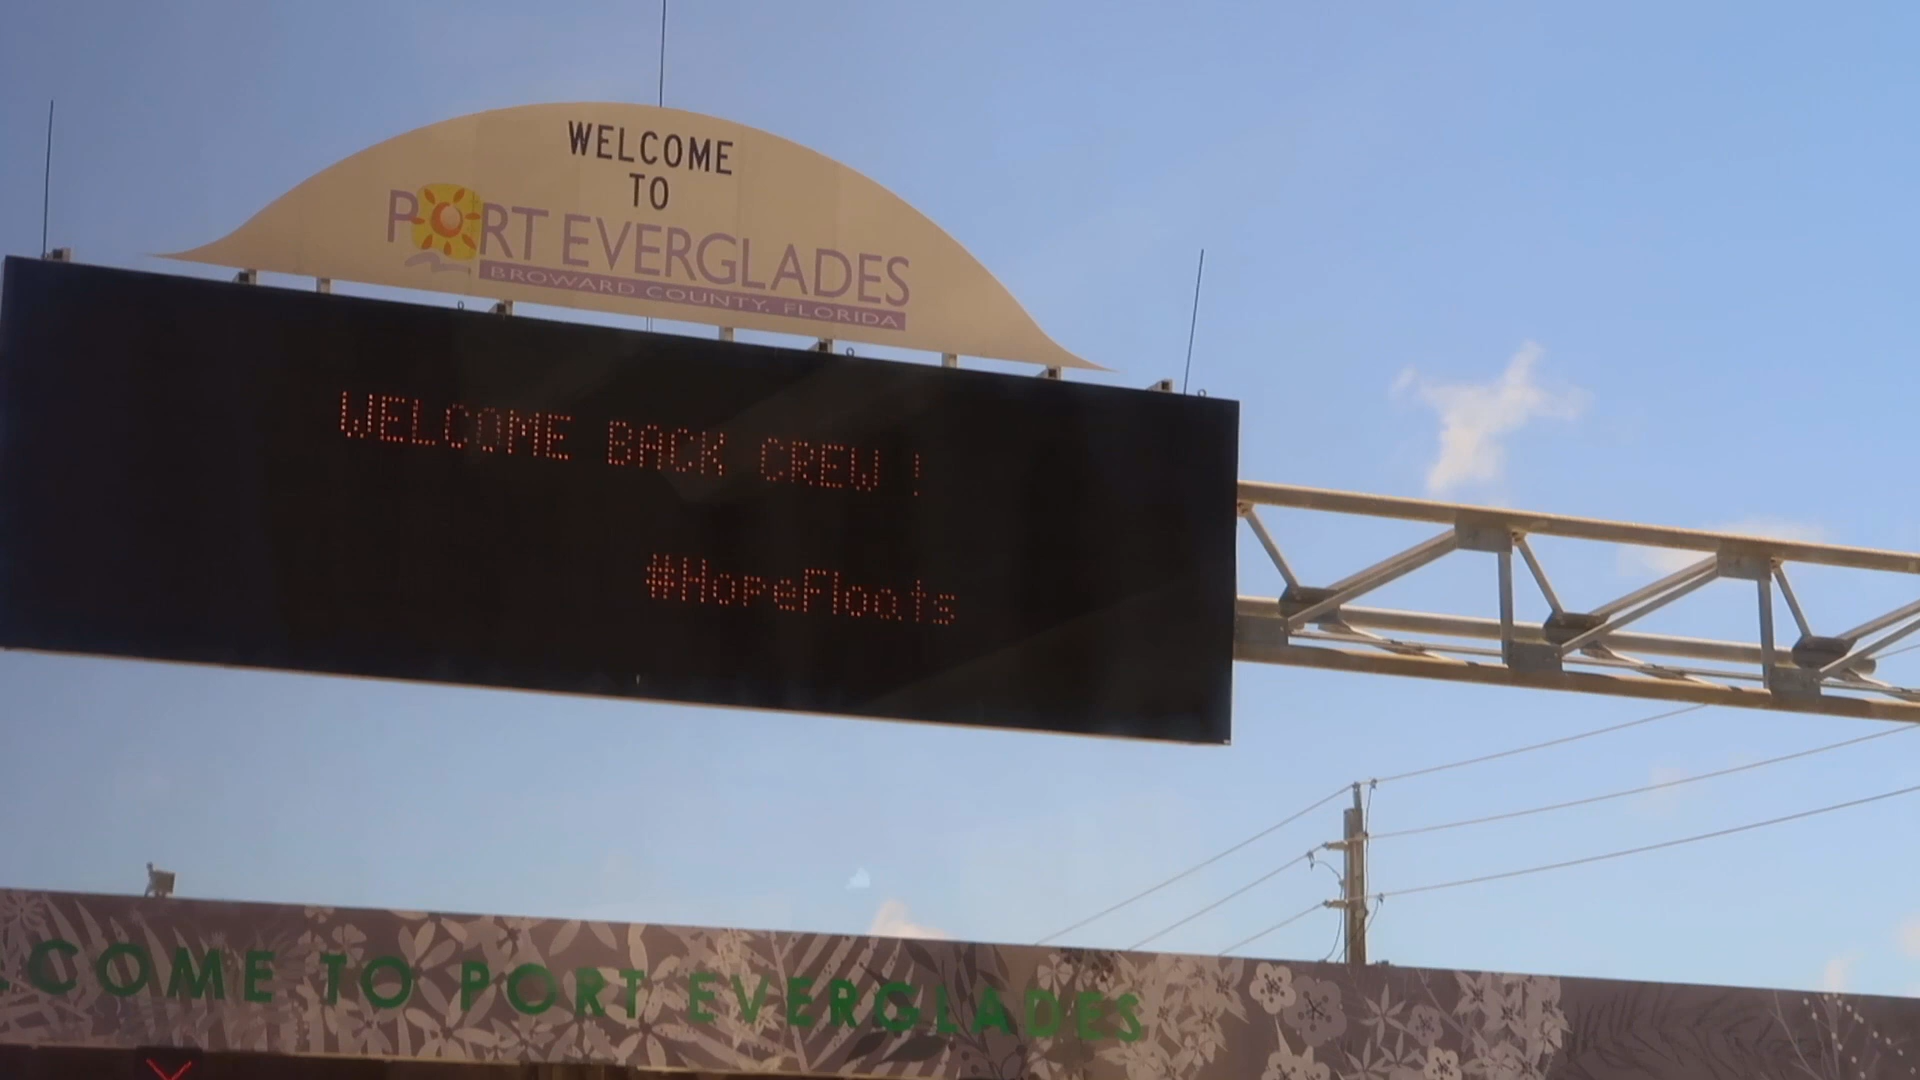 WELCOME
TO
PORT EVERGLADES
BROWARD COUNTY, FLORIDA
WELCOME BACK CREW !
#HopeFloats
COME TO PORT EVERGLADES